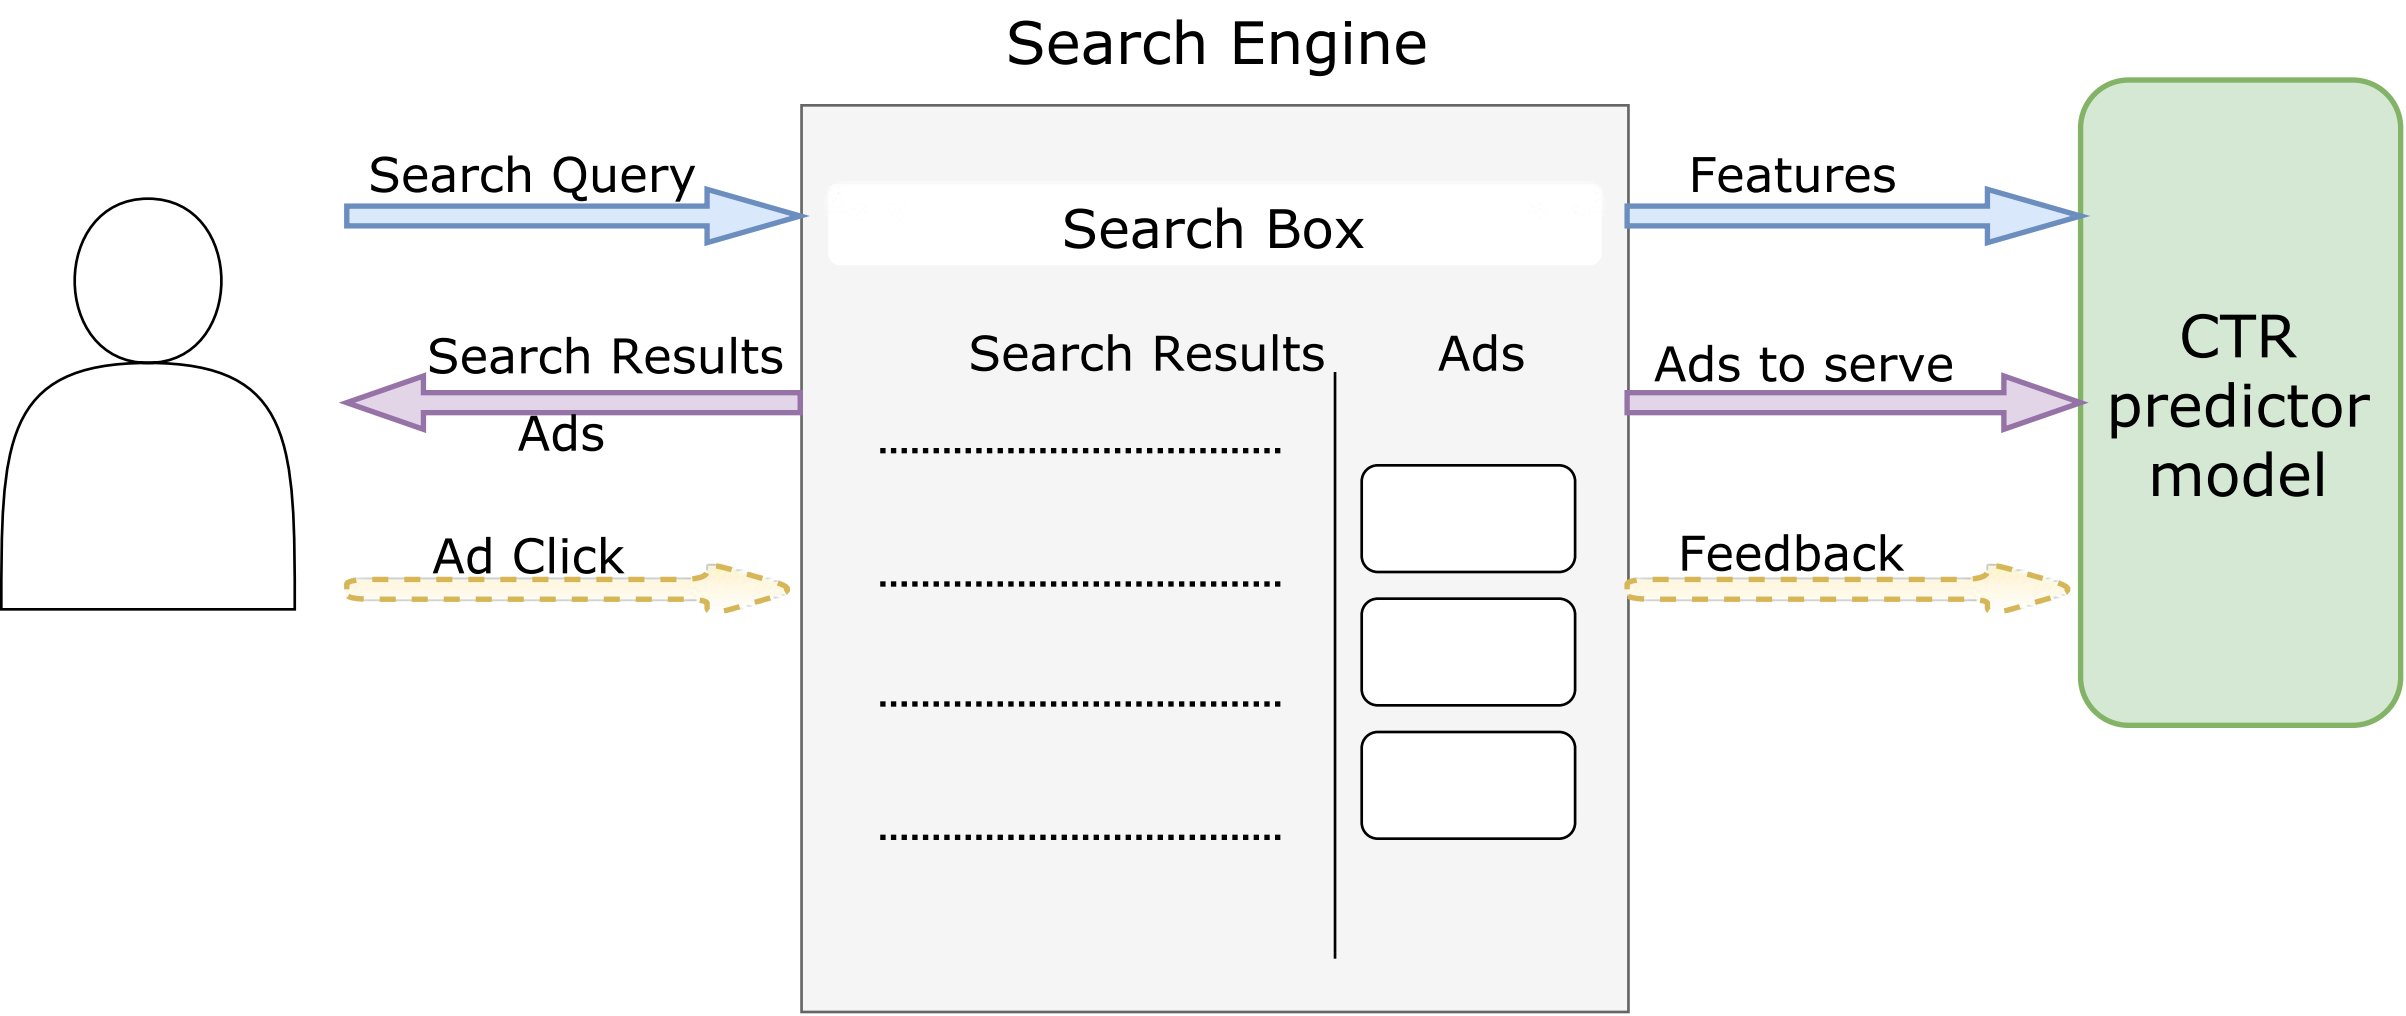 Search Engine
Search Query
Search Box
Features
Search Results
Ads
Search Results
Ads
Ads to serve
Ad Click
Feedback
CTR
predictor
model